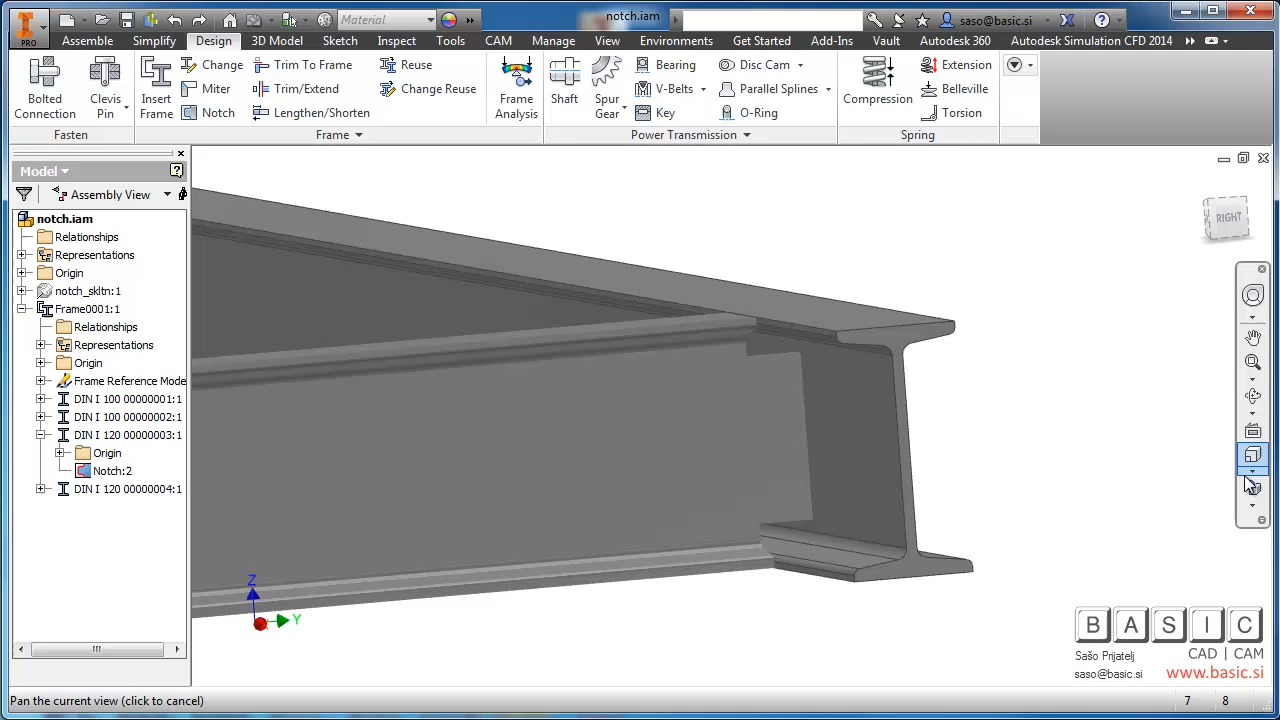 PRO
Material
notch.iam
saso@basic.si
Assemble Simplify Design 3D Model Sketch Inspect Tools CAM Manage View Environments Get Started Add-Ins Vault Autodesk 360 Autodesk Simulation CFD 2014
Bolted Connection
Clevis Pin
Insert Frame
Change
Miter
Notch
Trim To Frame
Trim/Extend
Lengthen/Shorten
Reuse
Change Reuse
Frame Analysis
Shaft
Spur Gear
Bearing
V-Belts
Key
Disc Cam
Parallel Splines
O-Ring
Compression
Extension
Belleville
Torsion
Fasten
Frame
Power Transmission
Spring
Model
Assembly View
notch.iam
Relationships
Representations
Origin
notch_skltn:1
Frame0001:1
Relationships
Representations
Origin
Frame Reference Mode
DIN I 100 00000001:1
DIN I 100 00000002:1
DIN I 120 00000003:1
Origin
Notch:2
DIN I 120 00000004:1
RIGHT
Z
Y
BASIC
CAD | CAM
Sašo Prijatelj
saso@basic.si
www.basic.si
Pan the current view (click to cancel)
7 8